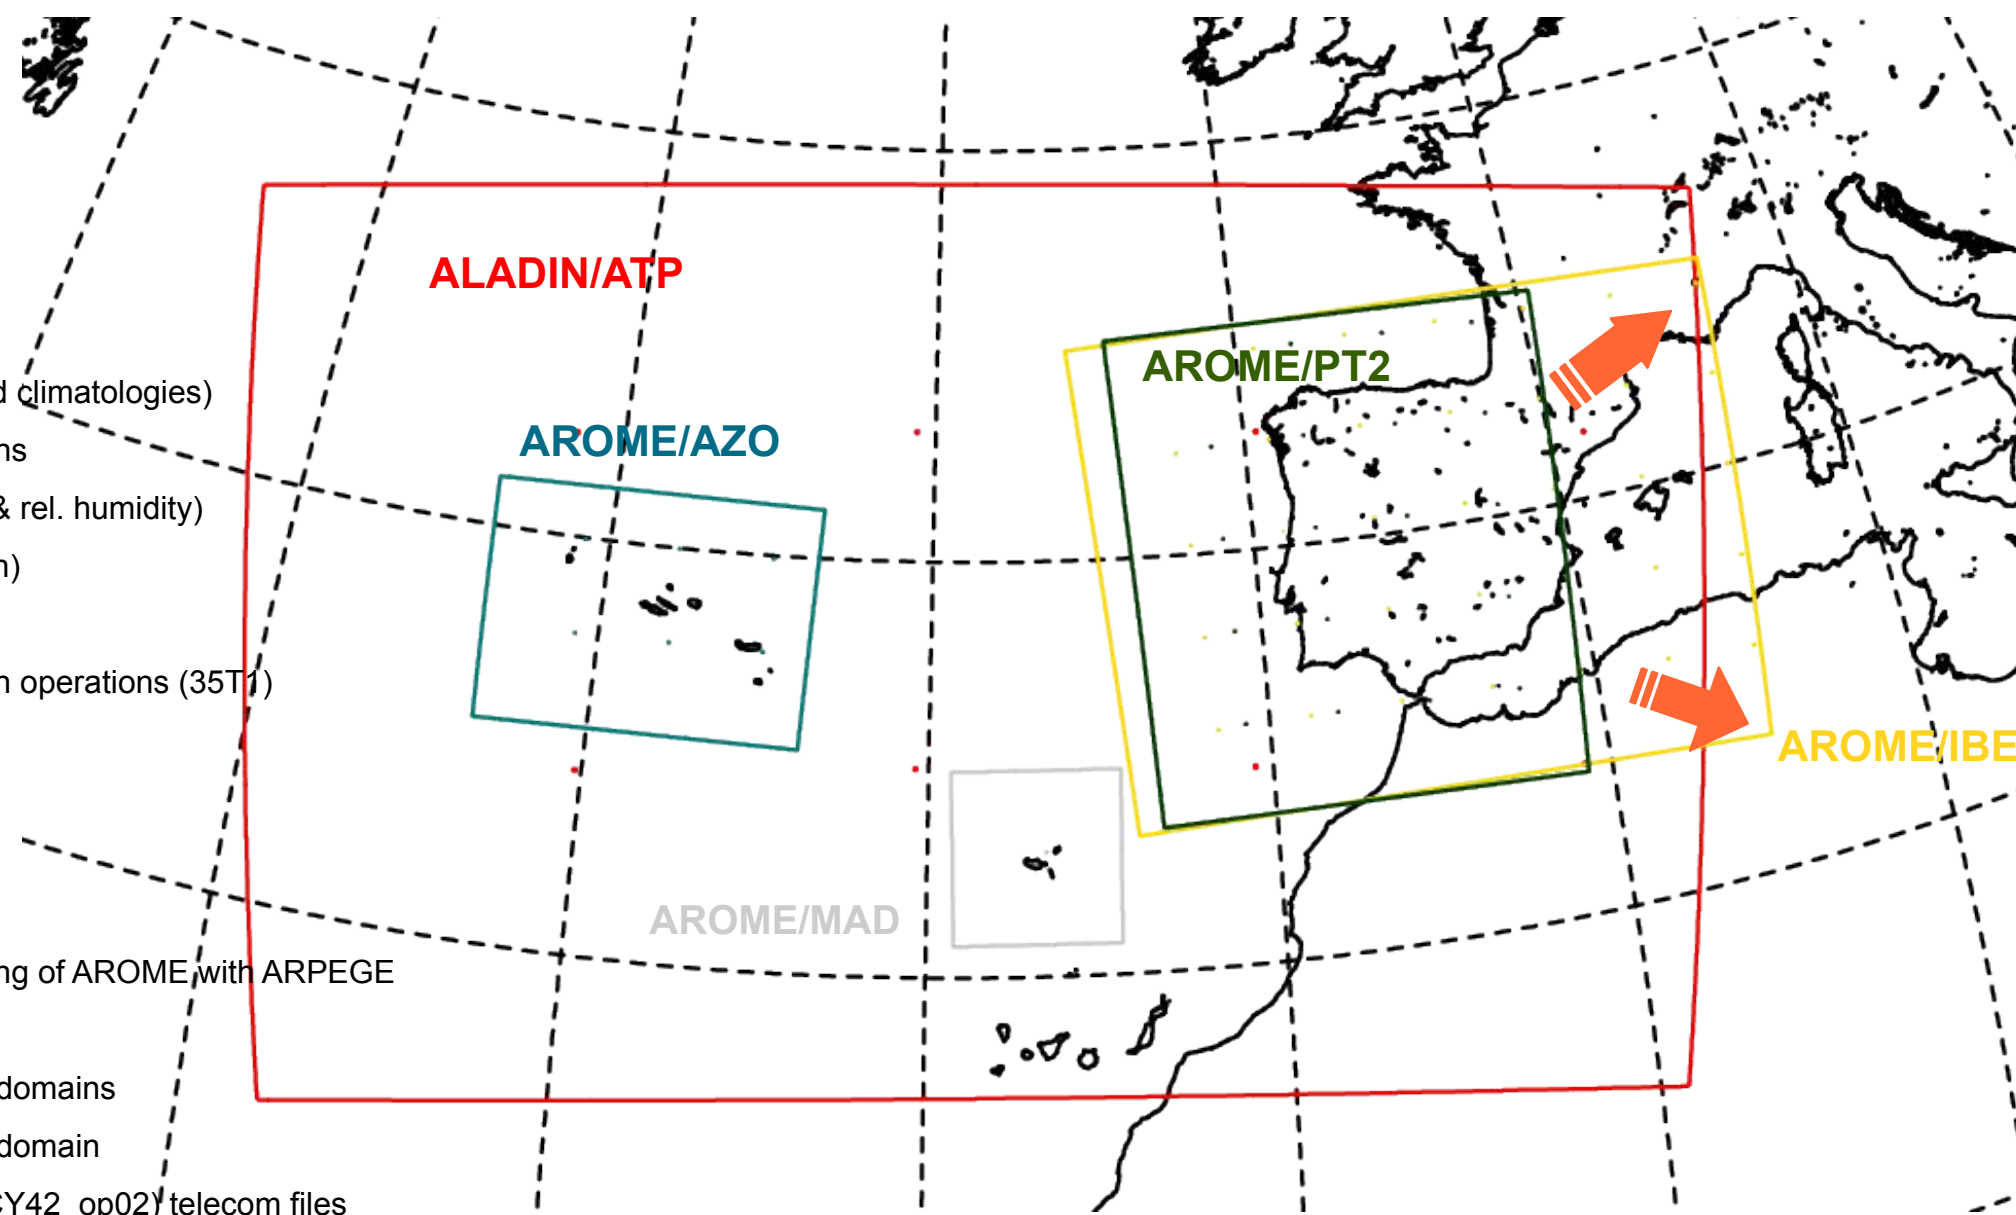 ALADIN/ATP
AROME/PT2
d climatologies)
AROME/AZO
ns
& rel. humidity)
n)
n operations (35T1)
AROME/IBE
AROME/MAD
ng of AROME with ARPEGE
domains
domain
CY42_op02) telecom files